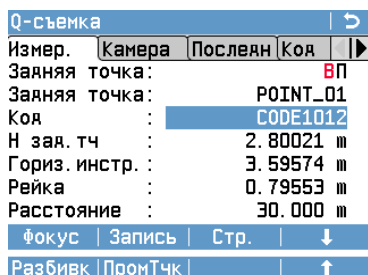 Q-съемка
Измер. Камера Последн Код
Задняя точка: ВП
Задняя точка: POINT_01
Код : CODE1012
Н зад.тч : 2.80021 m
Гориз.инстр.: 3.59574 m
Рейка : 0.79553 m
Расстояние : 30.000 m
Фокус | Запись | Стр. | ↓
Разбивк|ПромТчк| | ↑